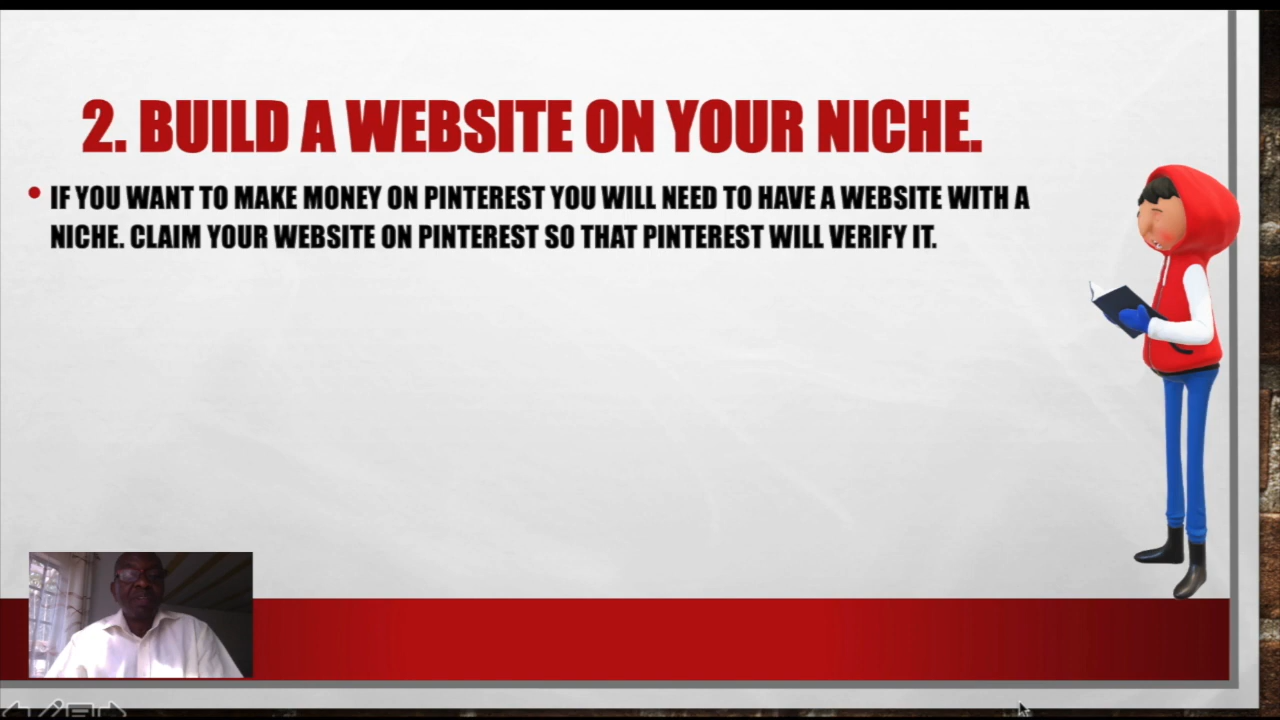 2. BUILD A WEBSITE ON YOUR NICHE.
IF YOU WANT TO MAKE MONEY ON PINTEREST YOU WILL NEED TO HAVE A WEBSITE WITH A
NICHE. CLAIM YOUR WEBSITE ON PINTEREST SO THAT PINTEREST WILL VERIFY IT.